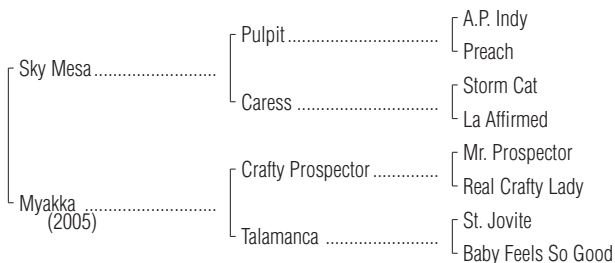 A.P. Indy
Pulpit
Preach
Sky Mesa
Storm Cat
Caress
La Affirmed
Mr. Prospector
Crafty Prospector
Real Crafty Lady
Myakka
(2005)
St. Jovite
Talamanca
Baby Feels So Good